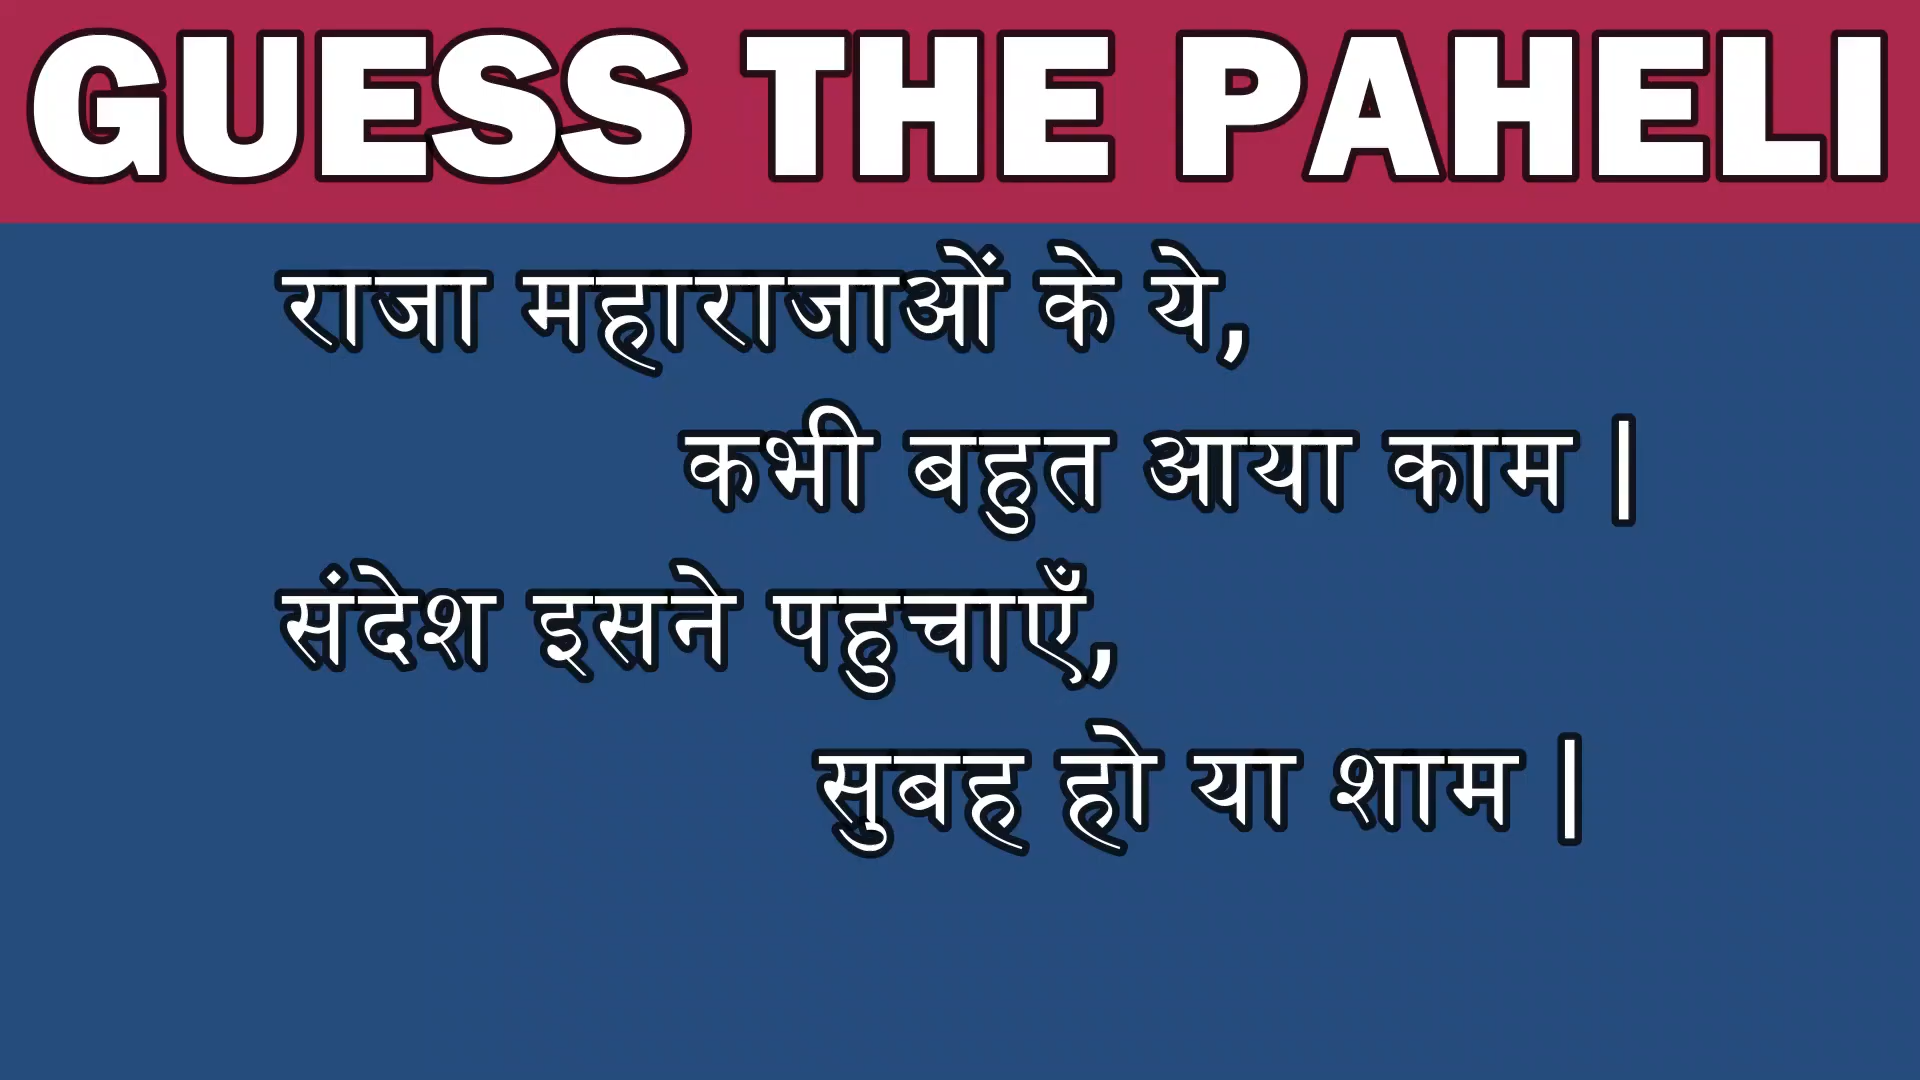 GUESS THE PAHELI
राजा महाराजाओं के ये,
कभी बहुत आया काम |
संदेश इसने पहुचाएँ,
सुबह हो या शाम |